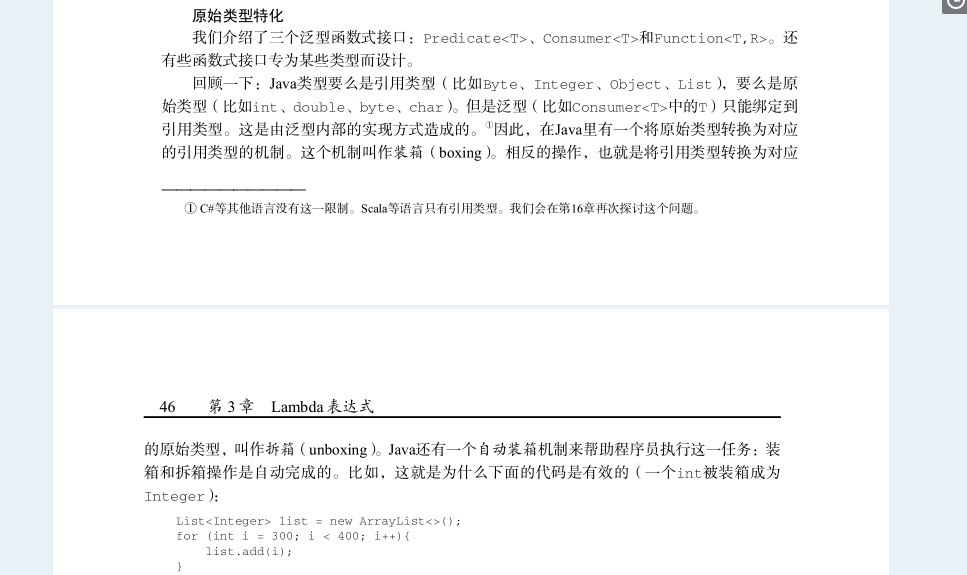 原始类型特化
我们介绍了三个泛型函数式接口：Predicate<T>、Consumer<T>和Function<T,R>。还
有些函数式接口专为某些类型而设计。
回顾一下：Java类型要么是引用类型（比如Byte、Integer、Object、List），要么是原
始类型（比如int、double、byte、char）。但是泛型（比如Consumer<T>中的T）只能绑定到
引用类型。这是由泛型内部的实现方式造成的。①因此，在Java里有一个将原始类型转换为对应
的引用类型的机制。这个机制叫作装箱（boxing）。相反的操作，也就是将引用类型转换为对应
① C#等其他语言没有这一限制。Scala等语言只有引用类型。我们会在第16章再次探讨这个问题。
46 第 3 章 Lambda 表达式
的原始类型，叫作拆箱（unboxing）。Java还有一个自动装箱机制来帮助程序员执行这一任务：装
箱和拆箱操作是自动完成的。比如，这就是为什么下面的代码是有效的（一个int被装箱成为
Integer）：
List<Integer> list = new ArrayList<>();
for (int i = 300; i < 400; i++){
list.add(i);
}